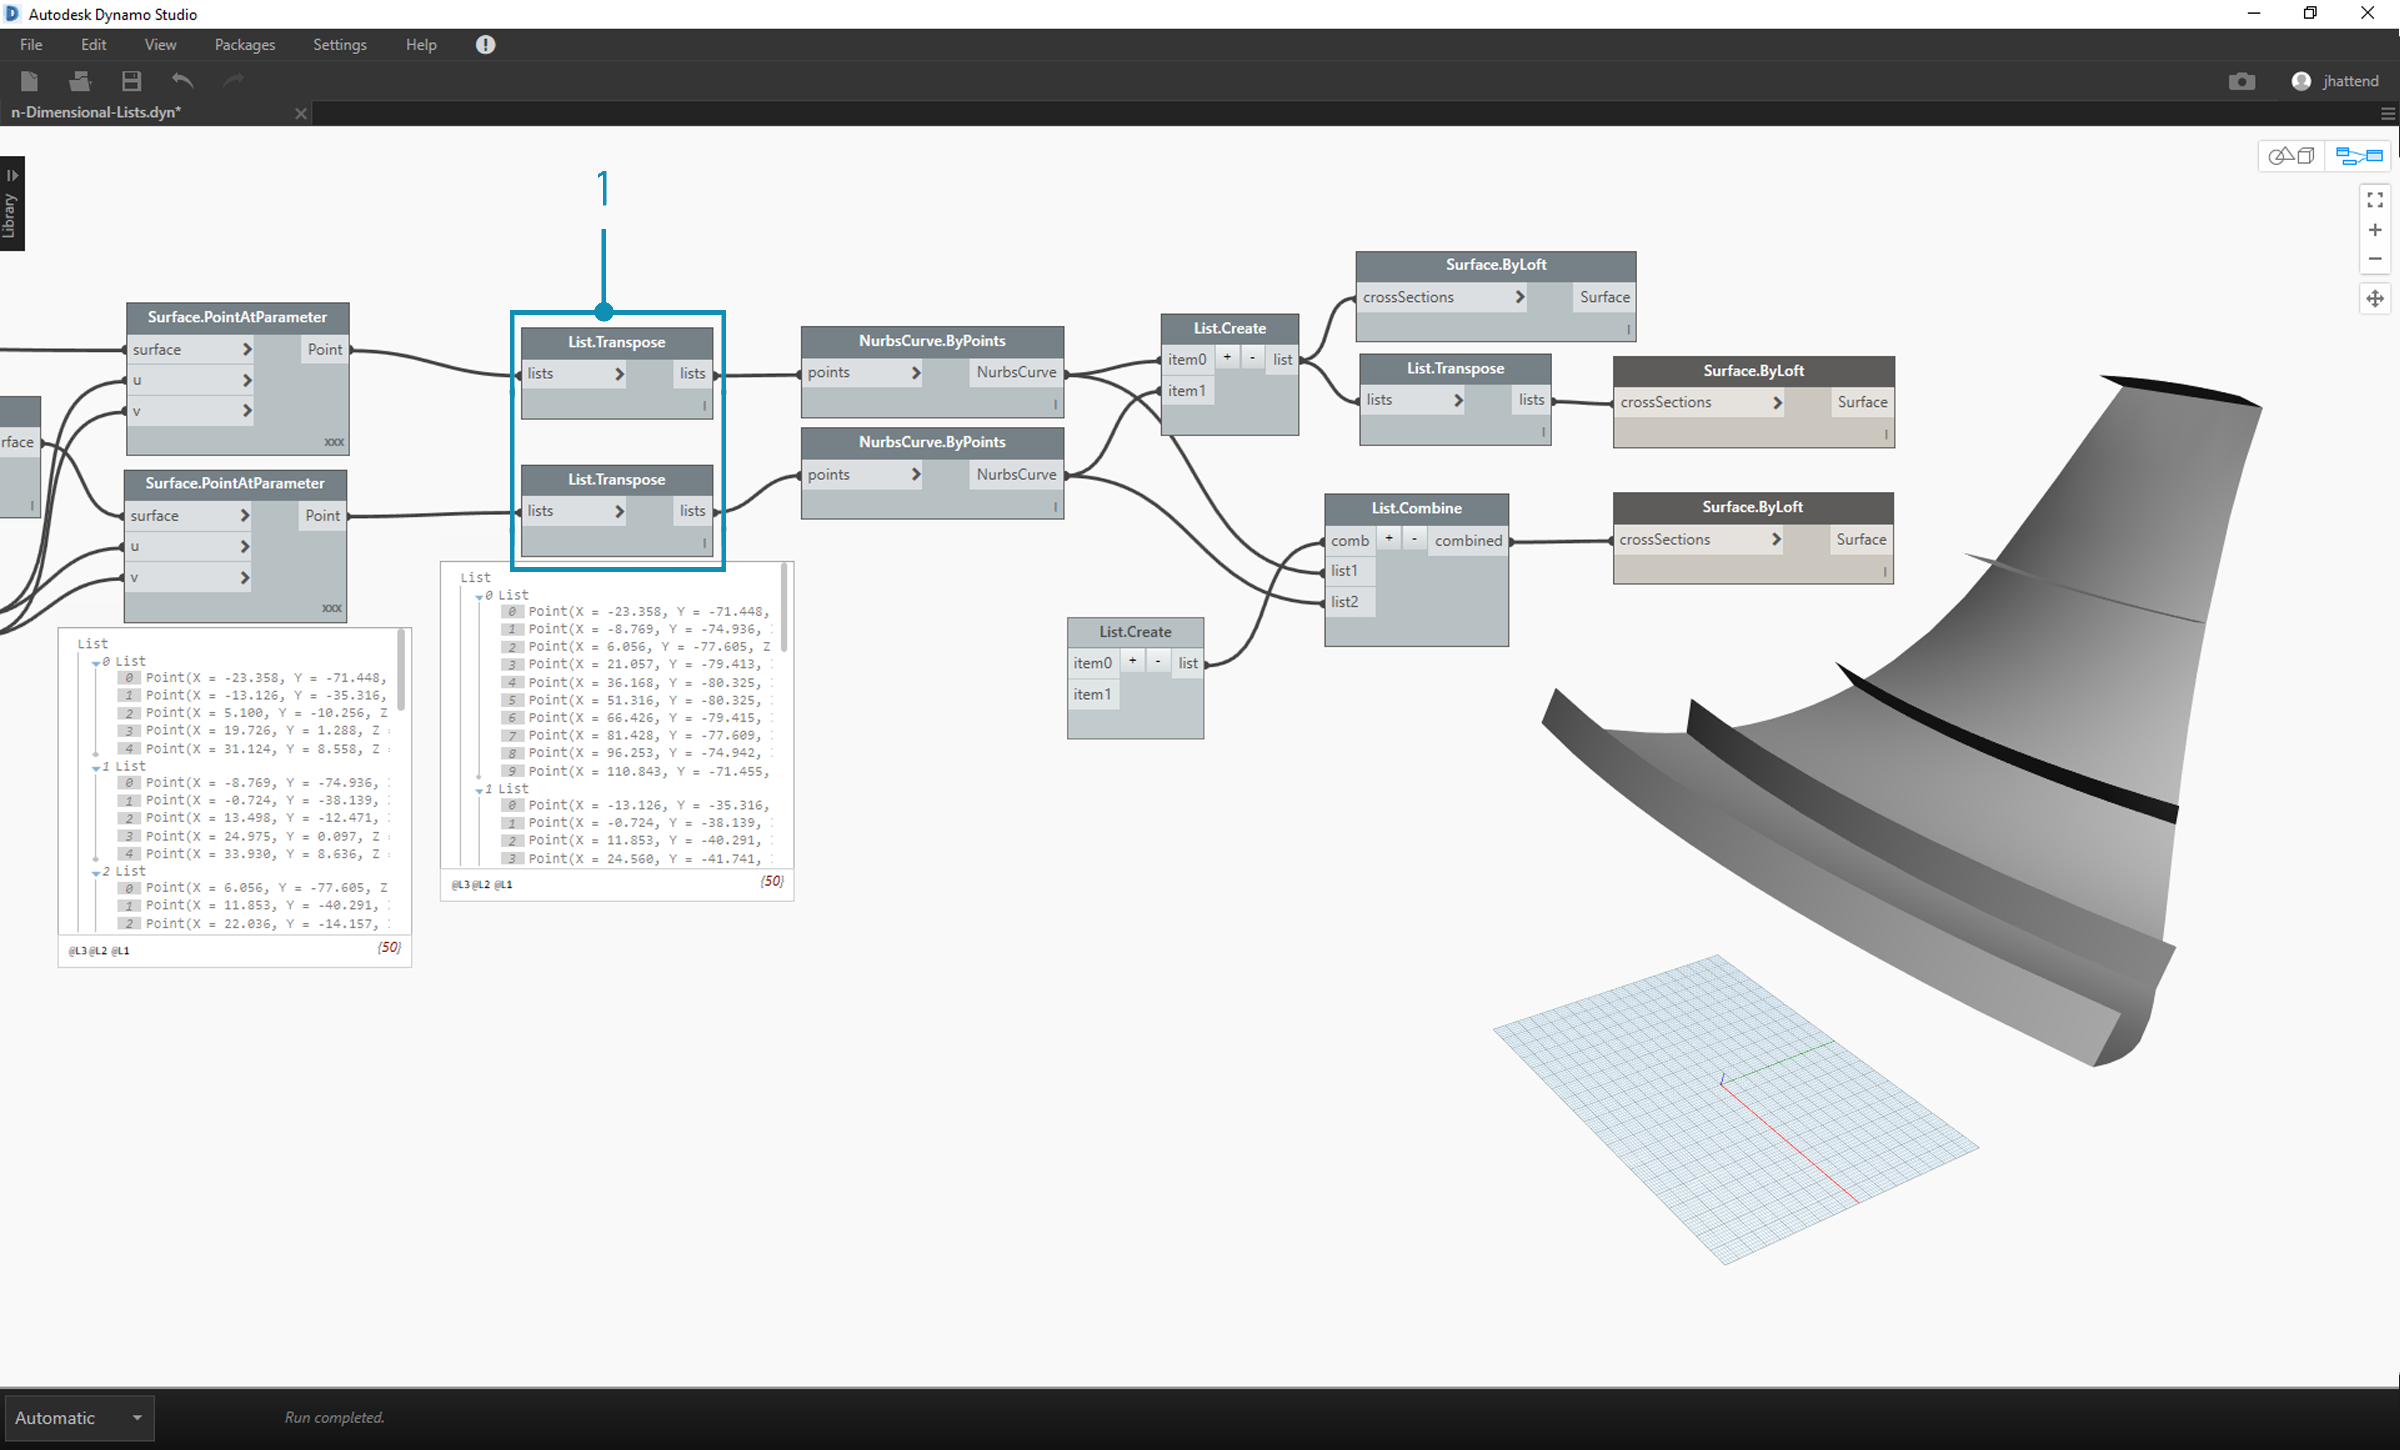 Autodesk Dynamo Studio
File Edit View Packages Settings Help
jhattend
n-Dimensional-Lists.dyn*
Library
1
Surface.PointAtParameter
surface Point
u
v
xxx
rface
Surface.PointAtParameter
surface Point
u
v
xxx
List
0 List
0 Point(X = -23.358, Y = -71.448,
1 Point(X = -13.126, Y = -35.316,
2 Point(X = 5.100, Y = -10.256, Z
3 Point(X = 19.726, Y = 1.288, Z =
4 Point(X = 31.124, Y = 8.558, Z
1 List
0 Point(X = -8.769, Y = -74.936,
1 Point(X = -0.724, Y = -38.139,
2 Point(X = 13.498, Y = -12.471,
3 Point(X = 24.975, Y = 0.097, Z =
4 Point(X = 33.930, Y = 8.636, Z =
2 List
0 Point(X = 6.056, Y = -77.605, Z
1 Point(X = 11.853, Y = -40.291,
2 Point(X = 22.036, Y = -14.157,
@L3 @L2 @L1 {50}
List.Transpose
lists lists
List.Transpose
lists lists
List
0 List
0 Point(X = -23.358, Y = -71.448,
1 Point(X = -8.769, Y = -74.936,
2 Point(X = 6.056, Y = -77.605, Z
3 Point(X = 21.057, Y = -79.413,
4 Point(X = 36.168, Y = -80.325,
5 Point(X = 51.316, Y = -80.325,
6 Point(X = 66.426, Y = -79.415,
7 Point(X = 81.428, Y = -77.609,
8 Point(X = 96.253, Y = -74.942,
9 Point(X = 110.843, Y = -71.455,
1 List
0 Point(X = -13.126, Y = -35.316,
1 Point(X = -0.724, Y = -38.139,
2 Point(X = 11.853, Y = -40.291,
3 Point(X = 24.560, Y = -41.741,
@L3 @L2 @L1 {50}
NurbsCurve.ByPoints
points NurbsCurve
NurbsCurve.ByPoints
points NurbsCurve
List.Create
item0 + - list
item1
Surface.ByLoft
crossSections Surface
List.Transpose
lists lists
Surface.ByLoft
crossSections Surface
List.Combine
comb + - combined
list1
list2
Surface.ByLoft
crossSections Surface
List.Create
item0 + - list
item1
Automatic
Run completed.